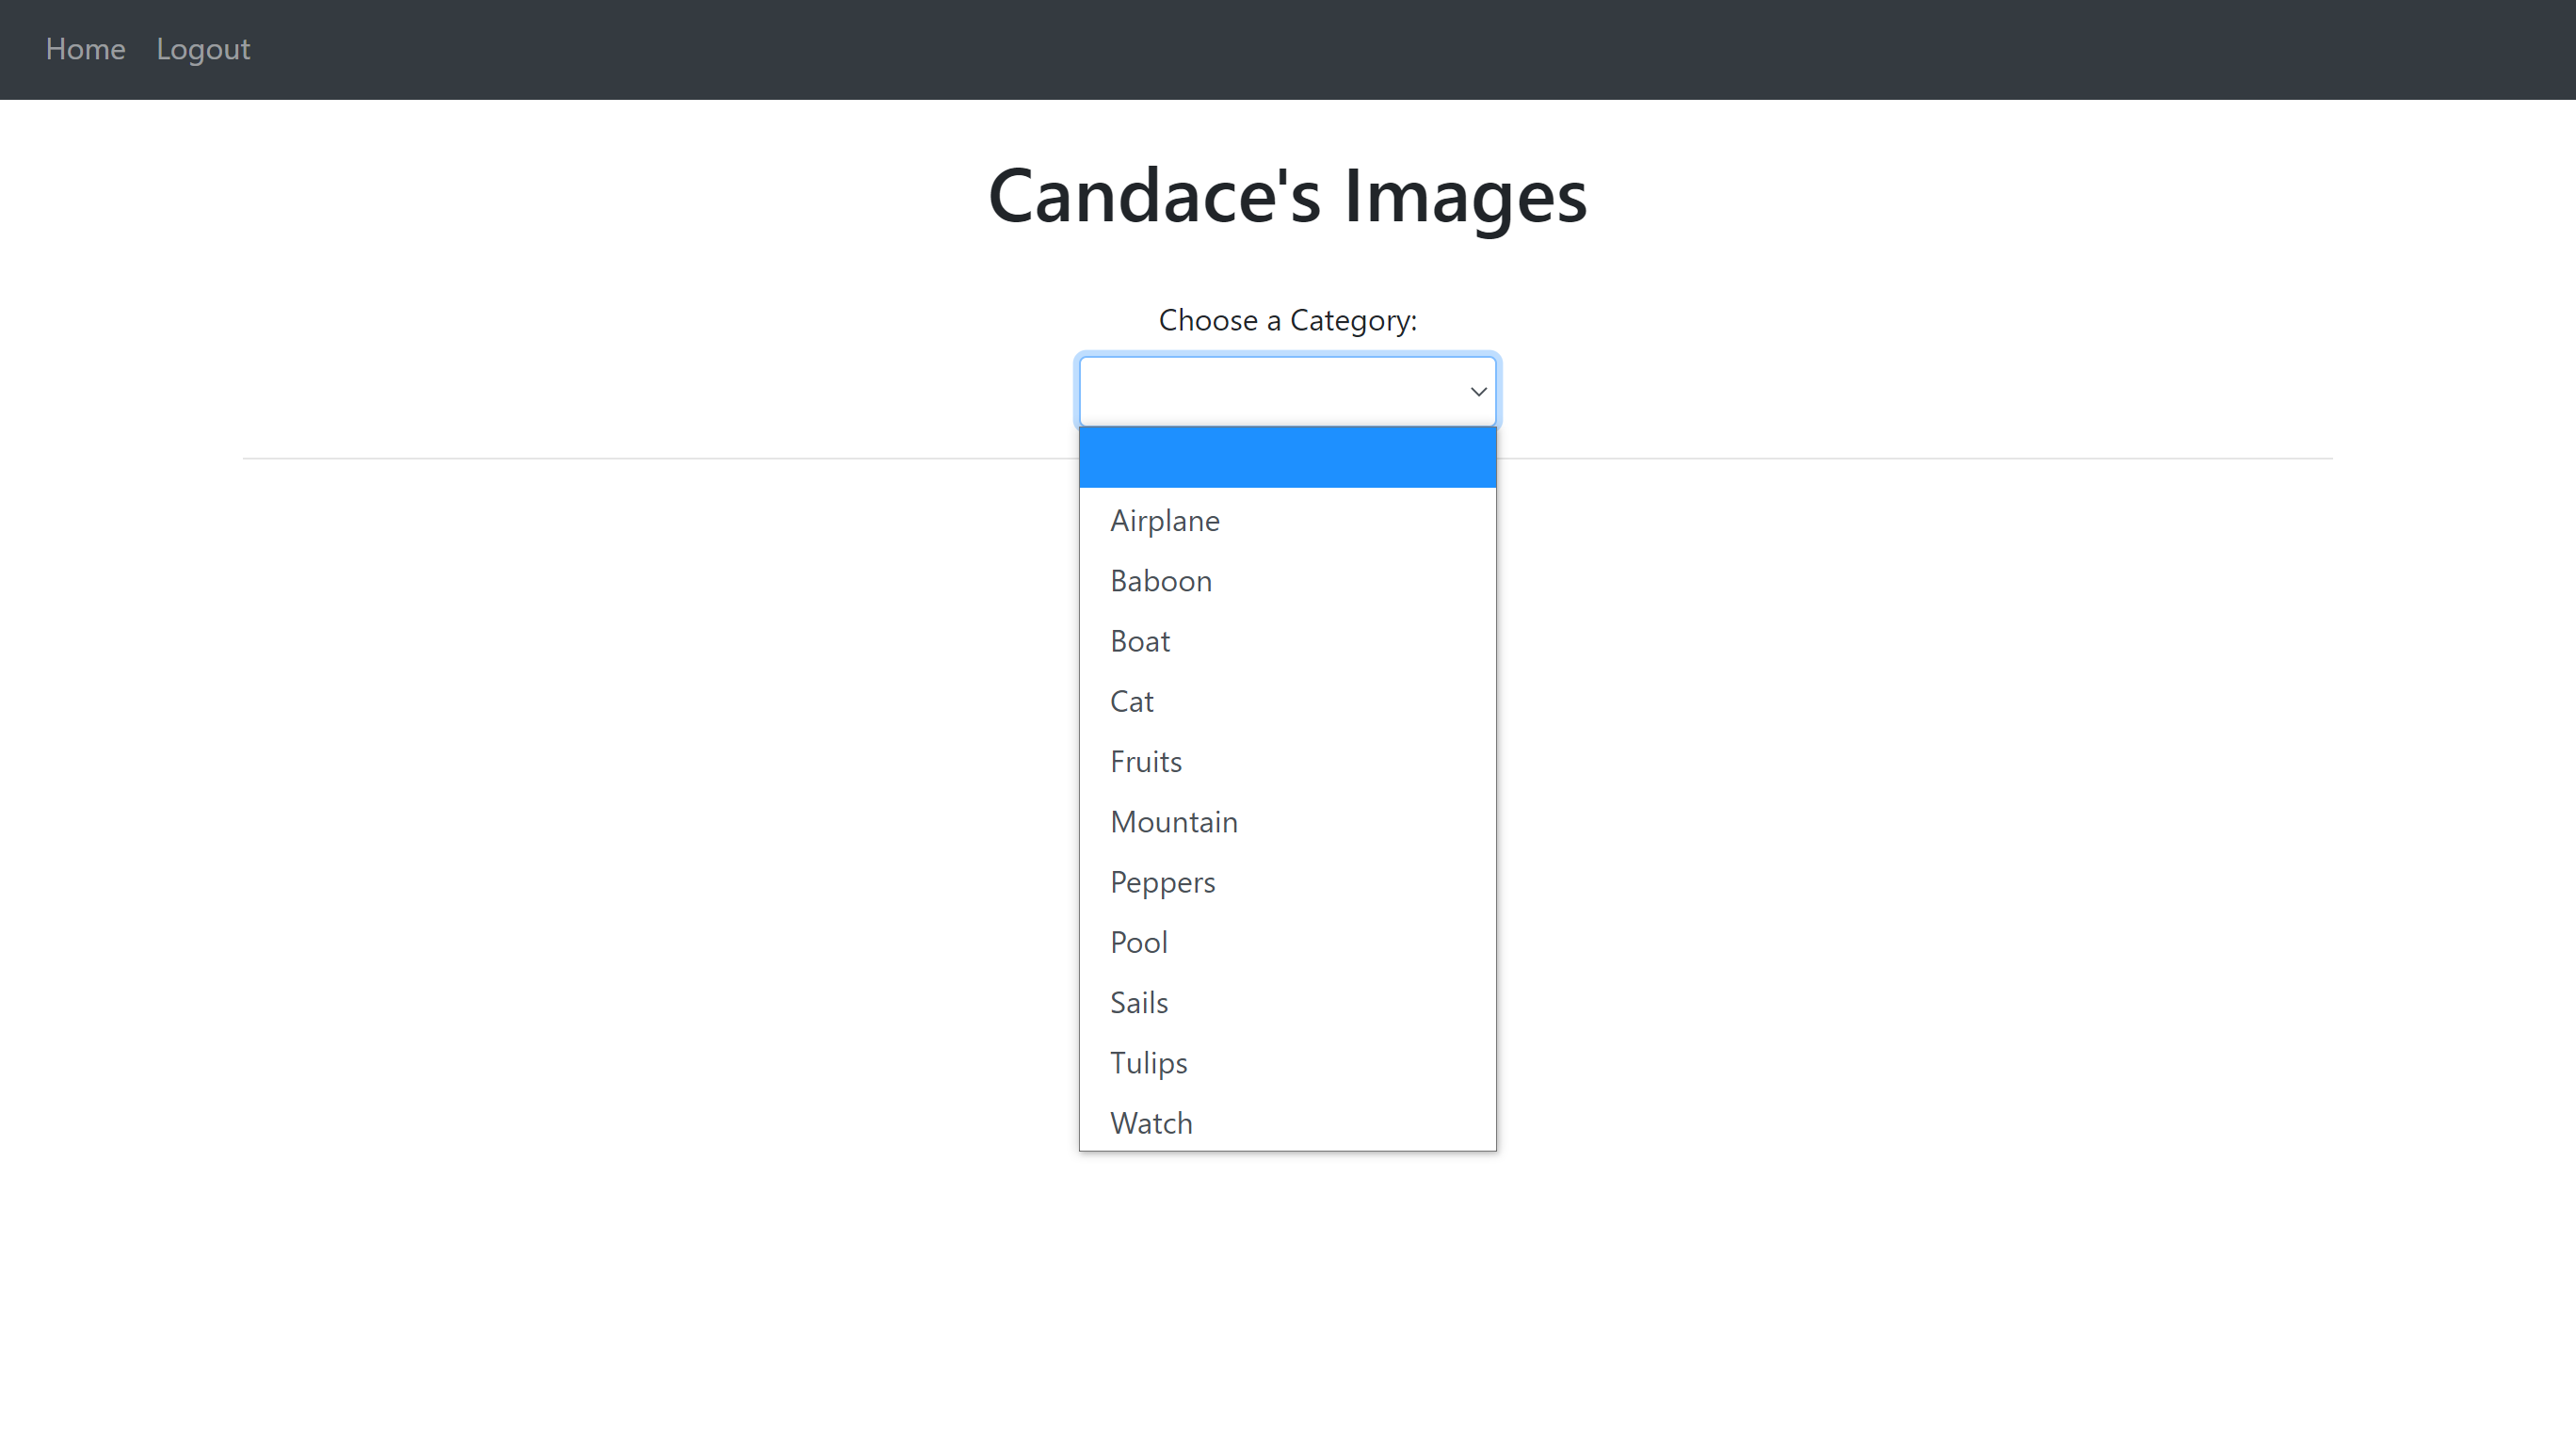 Home Logout
Candace's Images
Choose a Category:
Airplane
Baboon
Boat
Cat
Fruits
Mountain
Peppers
Pool
Sails
Tulips
Watch